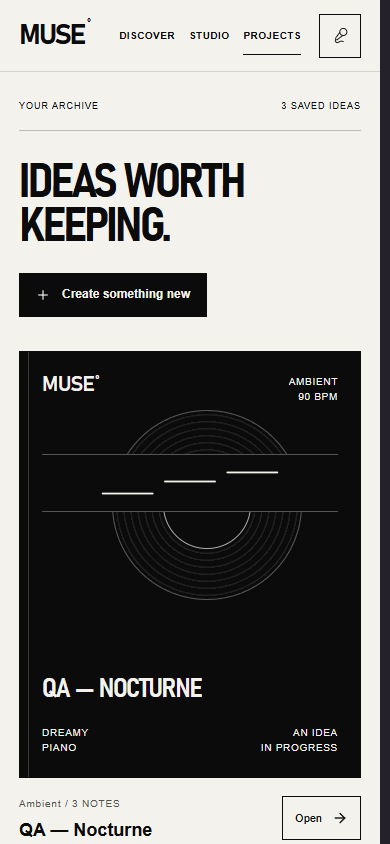 MUSE°
DISCOVER STUDIO PROJECTS
YOUR ARCHIVE 3 SAVED IDEAS
IDEAS WORTH
KEEPING.
+ Create something new
MUSE°
AMBIENT
90 BPM
QA — NOCTURNE
DREAMY
PIANO
AN IDEA
IN PROGRESS
Ambient / 3 NOTES
QA — Nocturne
Open →